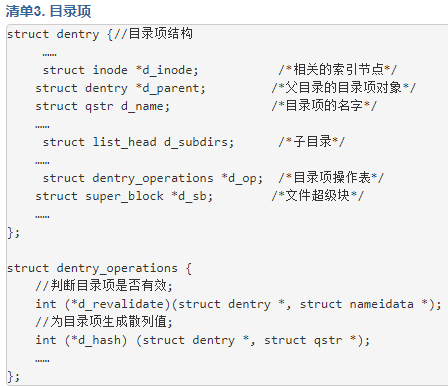 清单3. 目录项
struct dentry {//目录项结构
……
struct inode *d_inode; /*相关的索引节点*/
struct dentry *d_parent; /*父目录的目录项对象*/
struct qstr d_name; /*目录项的名字*/
……
struct list_head d_subdirs; /*子目录*/
……
struct dentry_operations *d_op; /*目录项操作表*/
struct super_block *d_sb; /*文件超级块*/
……
};
struct dentry_operations {
//判断目录项是否有效;
int (*d_revalidate)(struct dentry *, struct nameidata *);
//为目录项生成散列值;
int (*d_hash) (struct dentry *, struct qstr *);
……
};